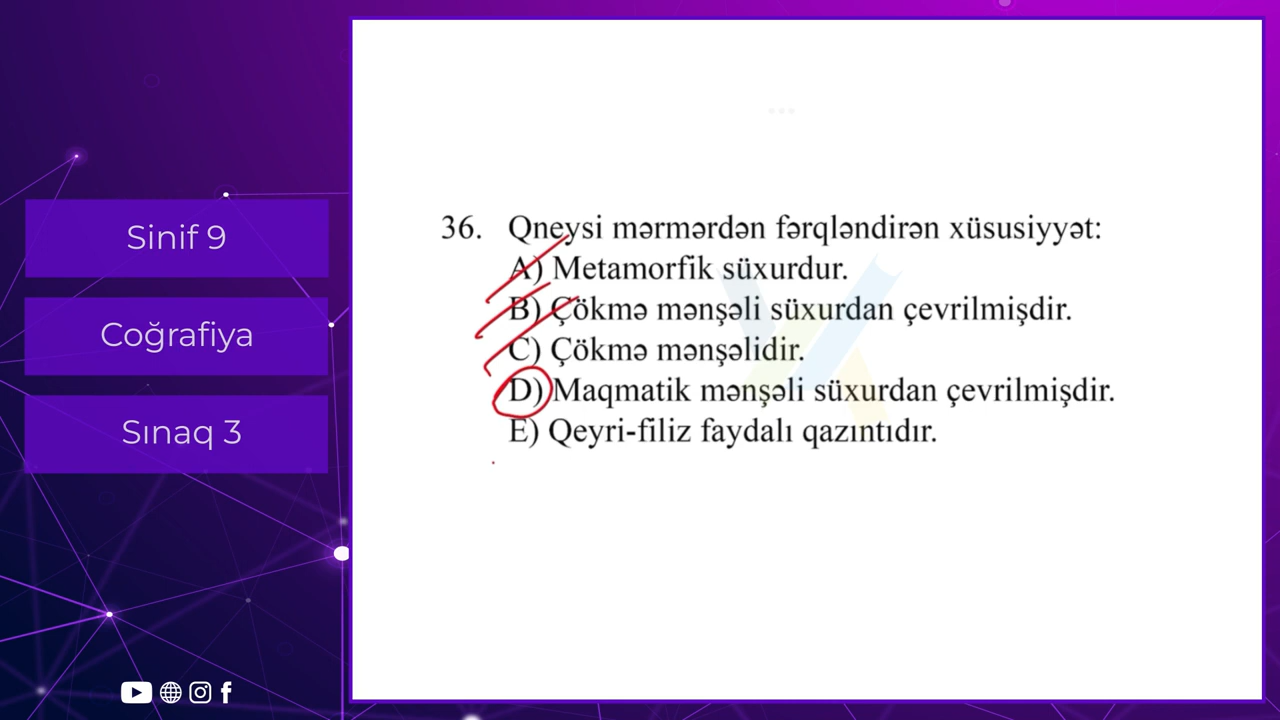 Sinif 9
Coğrafiya
Sınaq 3
36. Qneysi mərmərdən fərqləndirən xüsusiyyət:
A) Metamorfik süxurdur.
B) Çökmə mənşəli süxurdan çevrilmişdir.
C) Çökmə mənşəlidir.
D) Maqmatik mənşəli süxurdan çevrilmişdir.
E) Qeyri-filiz faydalı qazıntıdır.